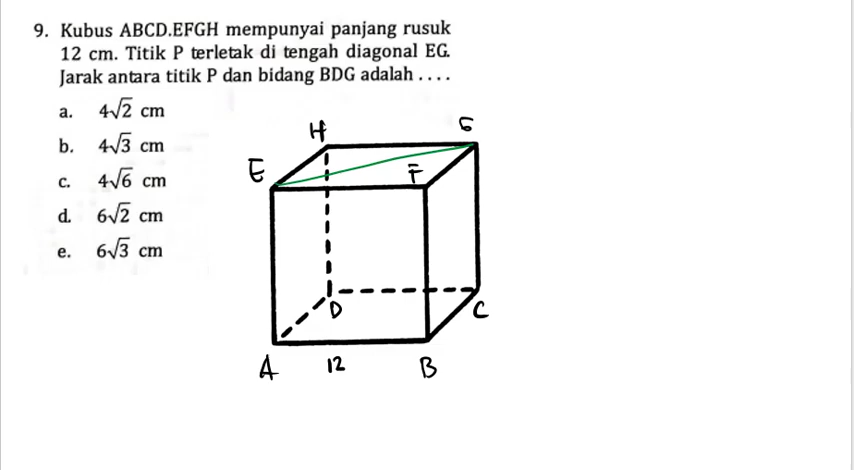 9. Kubus ABCD.EFGH mempunyai panjang rusuk
12 cm. Titik P terletak di tengah diagonal EG.
Jarak antara titik P dan bidang BDG adalah . . . .
a. 4√2 cm
b. 4√3 cm
c. 4√6 cm
d. 6√2 cm
e. 6√3 cm
H
G
E
F
D
C
A
12
B